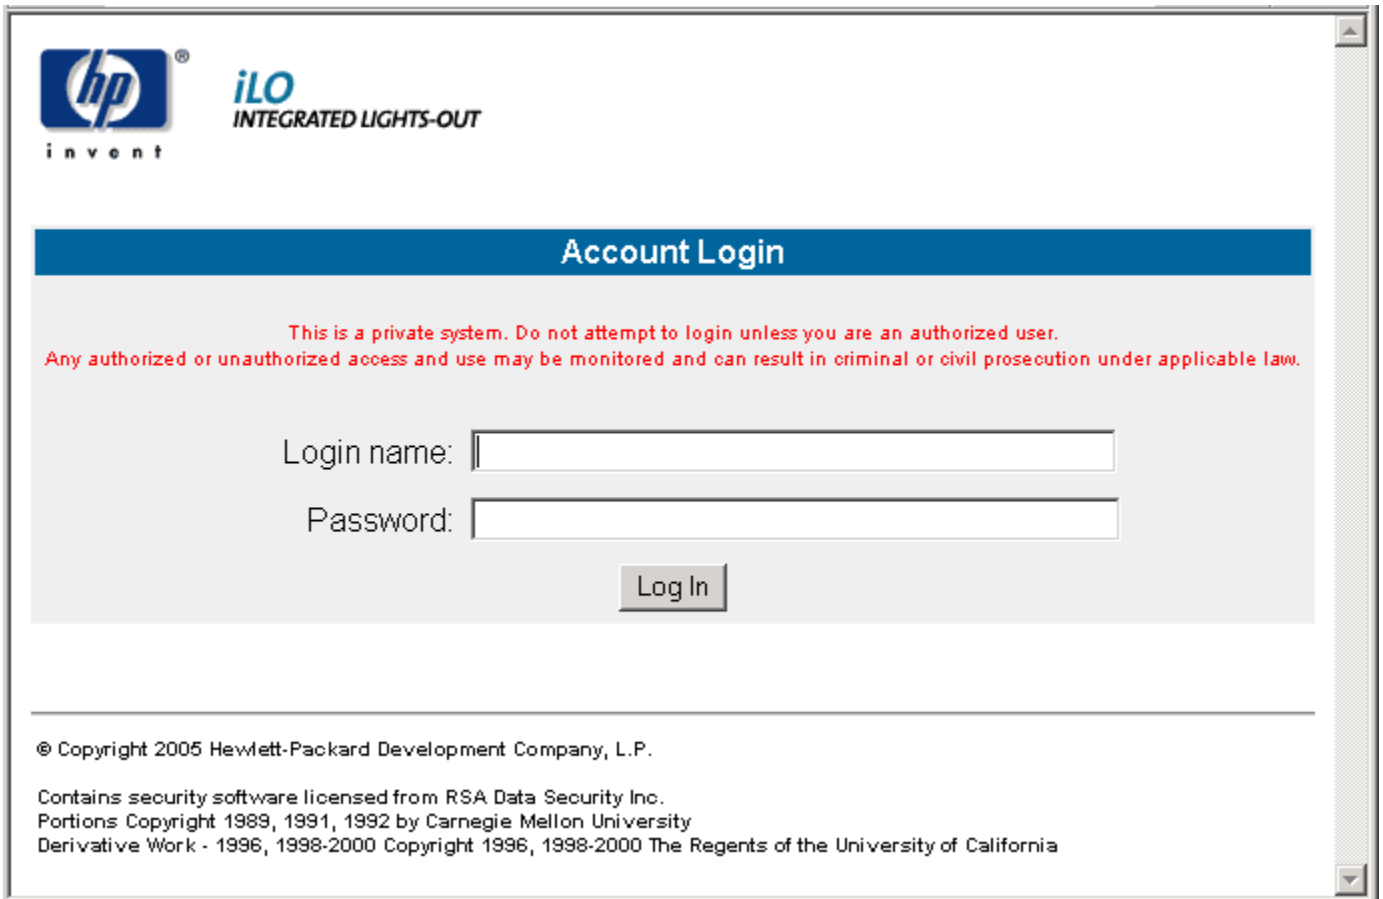 hp®
invent
iLO
INTEGRATED LIGHTS-OUT
Account Login
This is a private system. Do not attempt to login unless you are an authorized user.
Any authorized or unauthorized access and use may be monitored and can result in criminal or civil prosecution under applicable law.
Login name:
Password:
Log In
© Copyright 2005 Hewlett-Packard Development Company, L.P.
Contains security software licensed from RSA Data Security Inc.
Portions Copyright 1989, 1991, 1992 by Carnegie Mellon University
Derivative Work - 1996, 1998-2000 Copyright 1996, 1998-2000 The Regents of the University of California